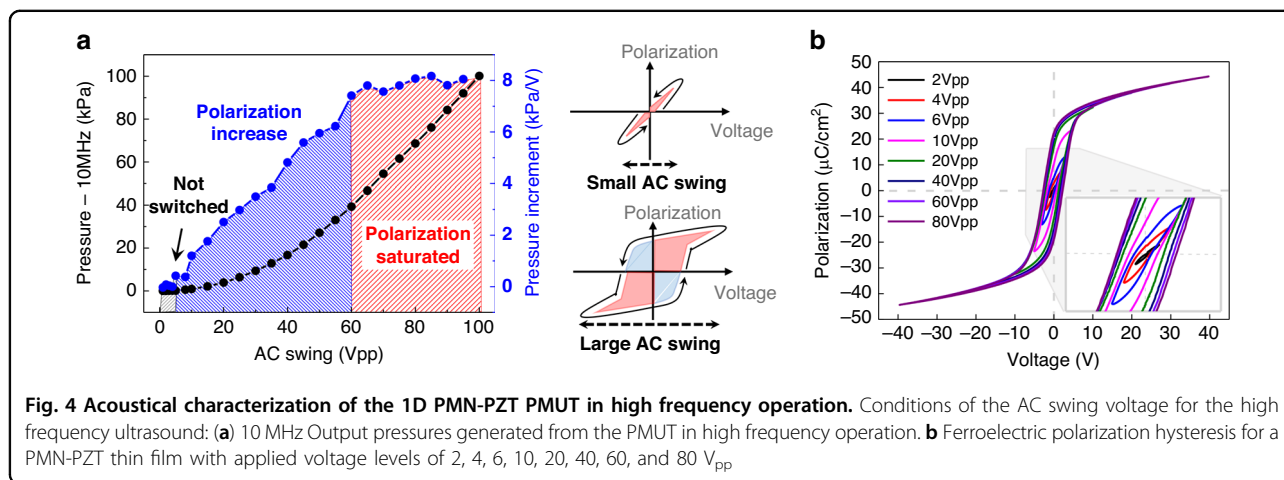 a
Pressure – 10MHz (kPa)
100
80
60
40
20
0
0 20 40 60 80 100
AC swing (Vpp)
Polarization
increase
Not
switched
Polarization
saturated
8
6
4
2
0
Pressure increment (kPa/V)
Polarization
Voltage
Small AC swing
Polarization
Voltage
Large AC swing
b
Polarization (μC/cm²)
50
40
30
20
10
0
−10
−20
−30
−40
−50
−40 −30 −20 −10 0 10 20 30 40
Voltage (V)
2Vpp
4Vpp
6Vpp
10Vpp
20Vpp
40Vpp
60Vpp
80Vpp
Fig. 4 Acoustical characterization of the 1D PMN-PZT PMUT in high frequency operation. Conditions of the AC swing voltage for the high
frequency ultrasound: (a) 10 MHz Output pressures generated from the PMUT in high frequency operation. b Ferroelectric polarization hysteresis for a
PMN-PZT thin film with applied voltage levels of 2, 4, 6, 10, 20, 40, 60, and 80 Vpp